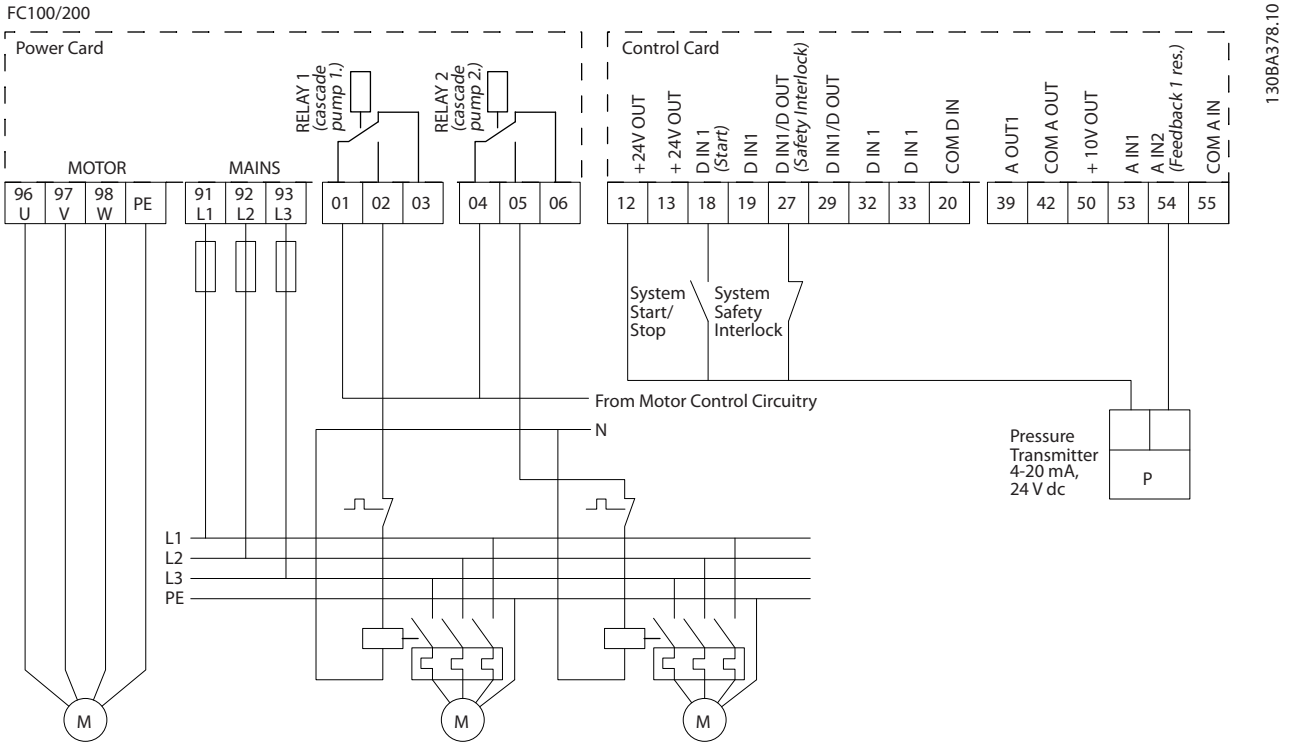 FC100/200
130BA378.10
Power Card
RELAY 1
(cascade
pump 1.)
RELAY 2
(cascade
pump 2.)
MOTOR
MAINS
96
U
97
V
98
W
PE
91
L1
92
L2
93
L3
01
02
03
04
05
06
Control Card
+24V OUT
+ 24V OUT
D IN 1
(Start)
D IN1
D IN1/D OUT
(Safety Interlock)
D IN1/D OUT
D IN 1
D IN 1
COM D IN
A OUT1
COM A OUT
+ 10V OUT
A IN1
A IN2
(Feedback 1 res.)
COM A IN
12
13
18
19
27
29
32
33
20
39
42
50
53
54
55
System
Start/
Stop
System
Safety
Interlock
From Motor Control Circuitry
N
Pressure
Transmitter
4-20 mA,
24 V dc
P
L1
L2
L3
PE
M
M
M